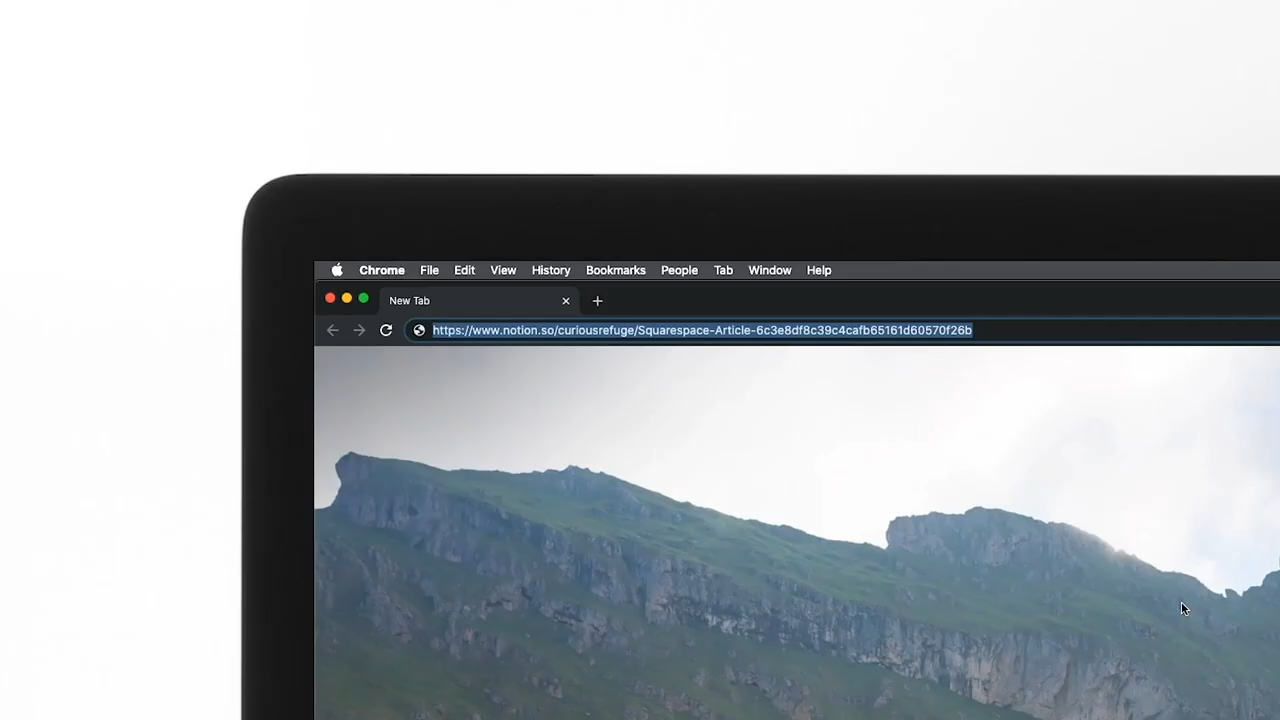 Chrome File Edit View History Bookmarks People Tab Window Help
New Tab
https://www.notion.so/curiousrefuge/Squarespace-Article-6c3e8df8c39c4cafb65161d60570f26b